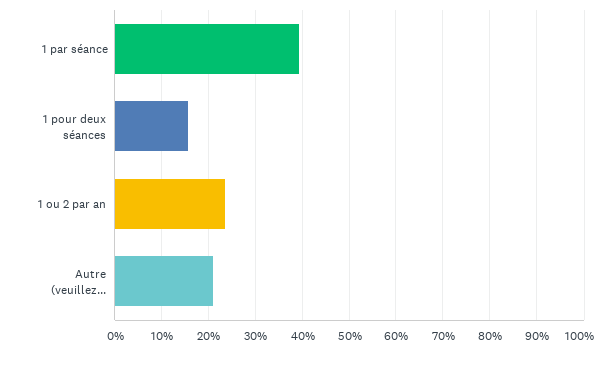 1 par séance
1 pour deux
séances
1 ou 2 par an
Autre
(veuillez...
0% 10% 20% 30% 40% 50% 60% 70% 80% 90% 100%